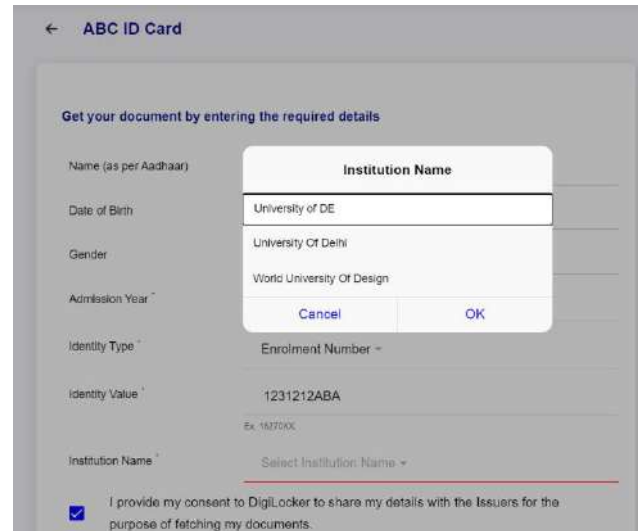 ← ABC ID Card
Get your document by entering the required details
Name (as per Aadhaar)
Date of Birth
Gender
Admission Year *
Institution Name
University of DE
University Of Delhi
World University Of Design
Cancel OK
Identity Type * Enrolment Number
Identity Value * 1231212ABA
Ex. 16270XX
Institution Name * Select Institution Name
I provide my consent to DigiLocker to share my details with the Issuers for the
purpose of fetching my documents.